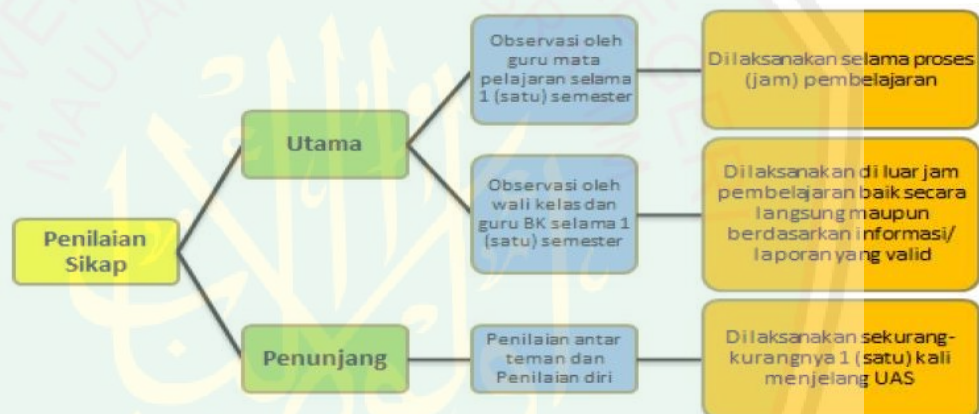 Penilaian
Sikap
Utama
Observasi oleh
guru mata
pelajaran selama
1 (satu) semester
Dilaksanakan selama proses
(jam) pembelajaran
Observasi oleh
wali kelas dan
guru BK selama 1
(satu) semester
Dilaksanakan di luar jam
pembelajaran baik secara
langsung maupun
berdasarkan informasi/
laporan yang valid
Penunjang
Penilaian antar
teman dan
Penilaian diri
Dilaksanakan sekurang-
kurangnya 1 (satu) kali
menjelang UAS